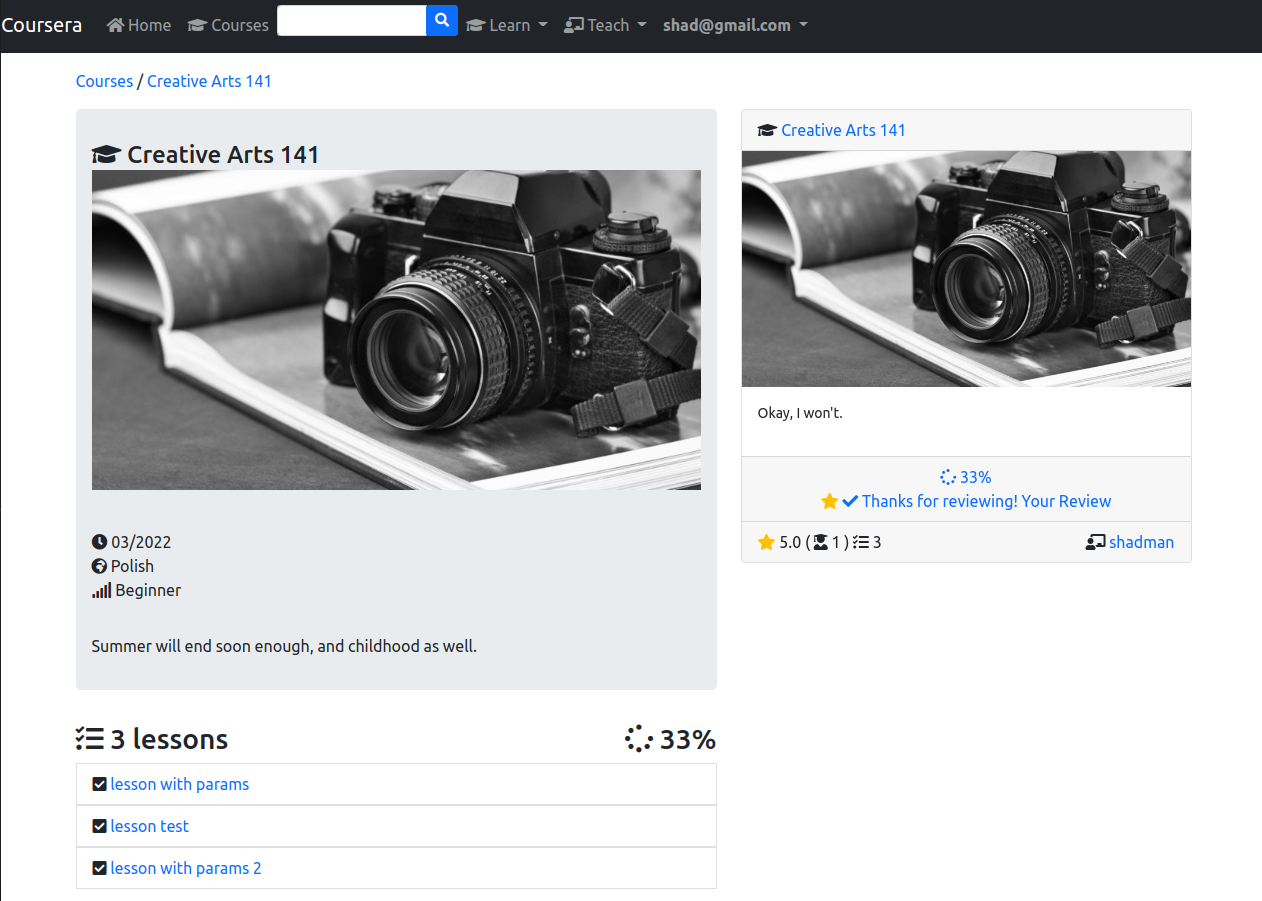 Coursera Home Courses Learn Teach shad@gmail.com
Courses / Creative Arts 141
Creative Arts 141
03/2022
Polish
Beginner
Summer will end soon enough, and childhood as well.
3 lessons 33%
lesson with params
lesson test
lesson with params 2
Creative Arts 141
Okay, I won't.
33%
Thanks for reviewing! Your Review
5.0 ( 1 ) 3 shadman